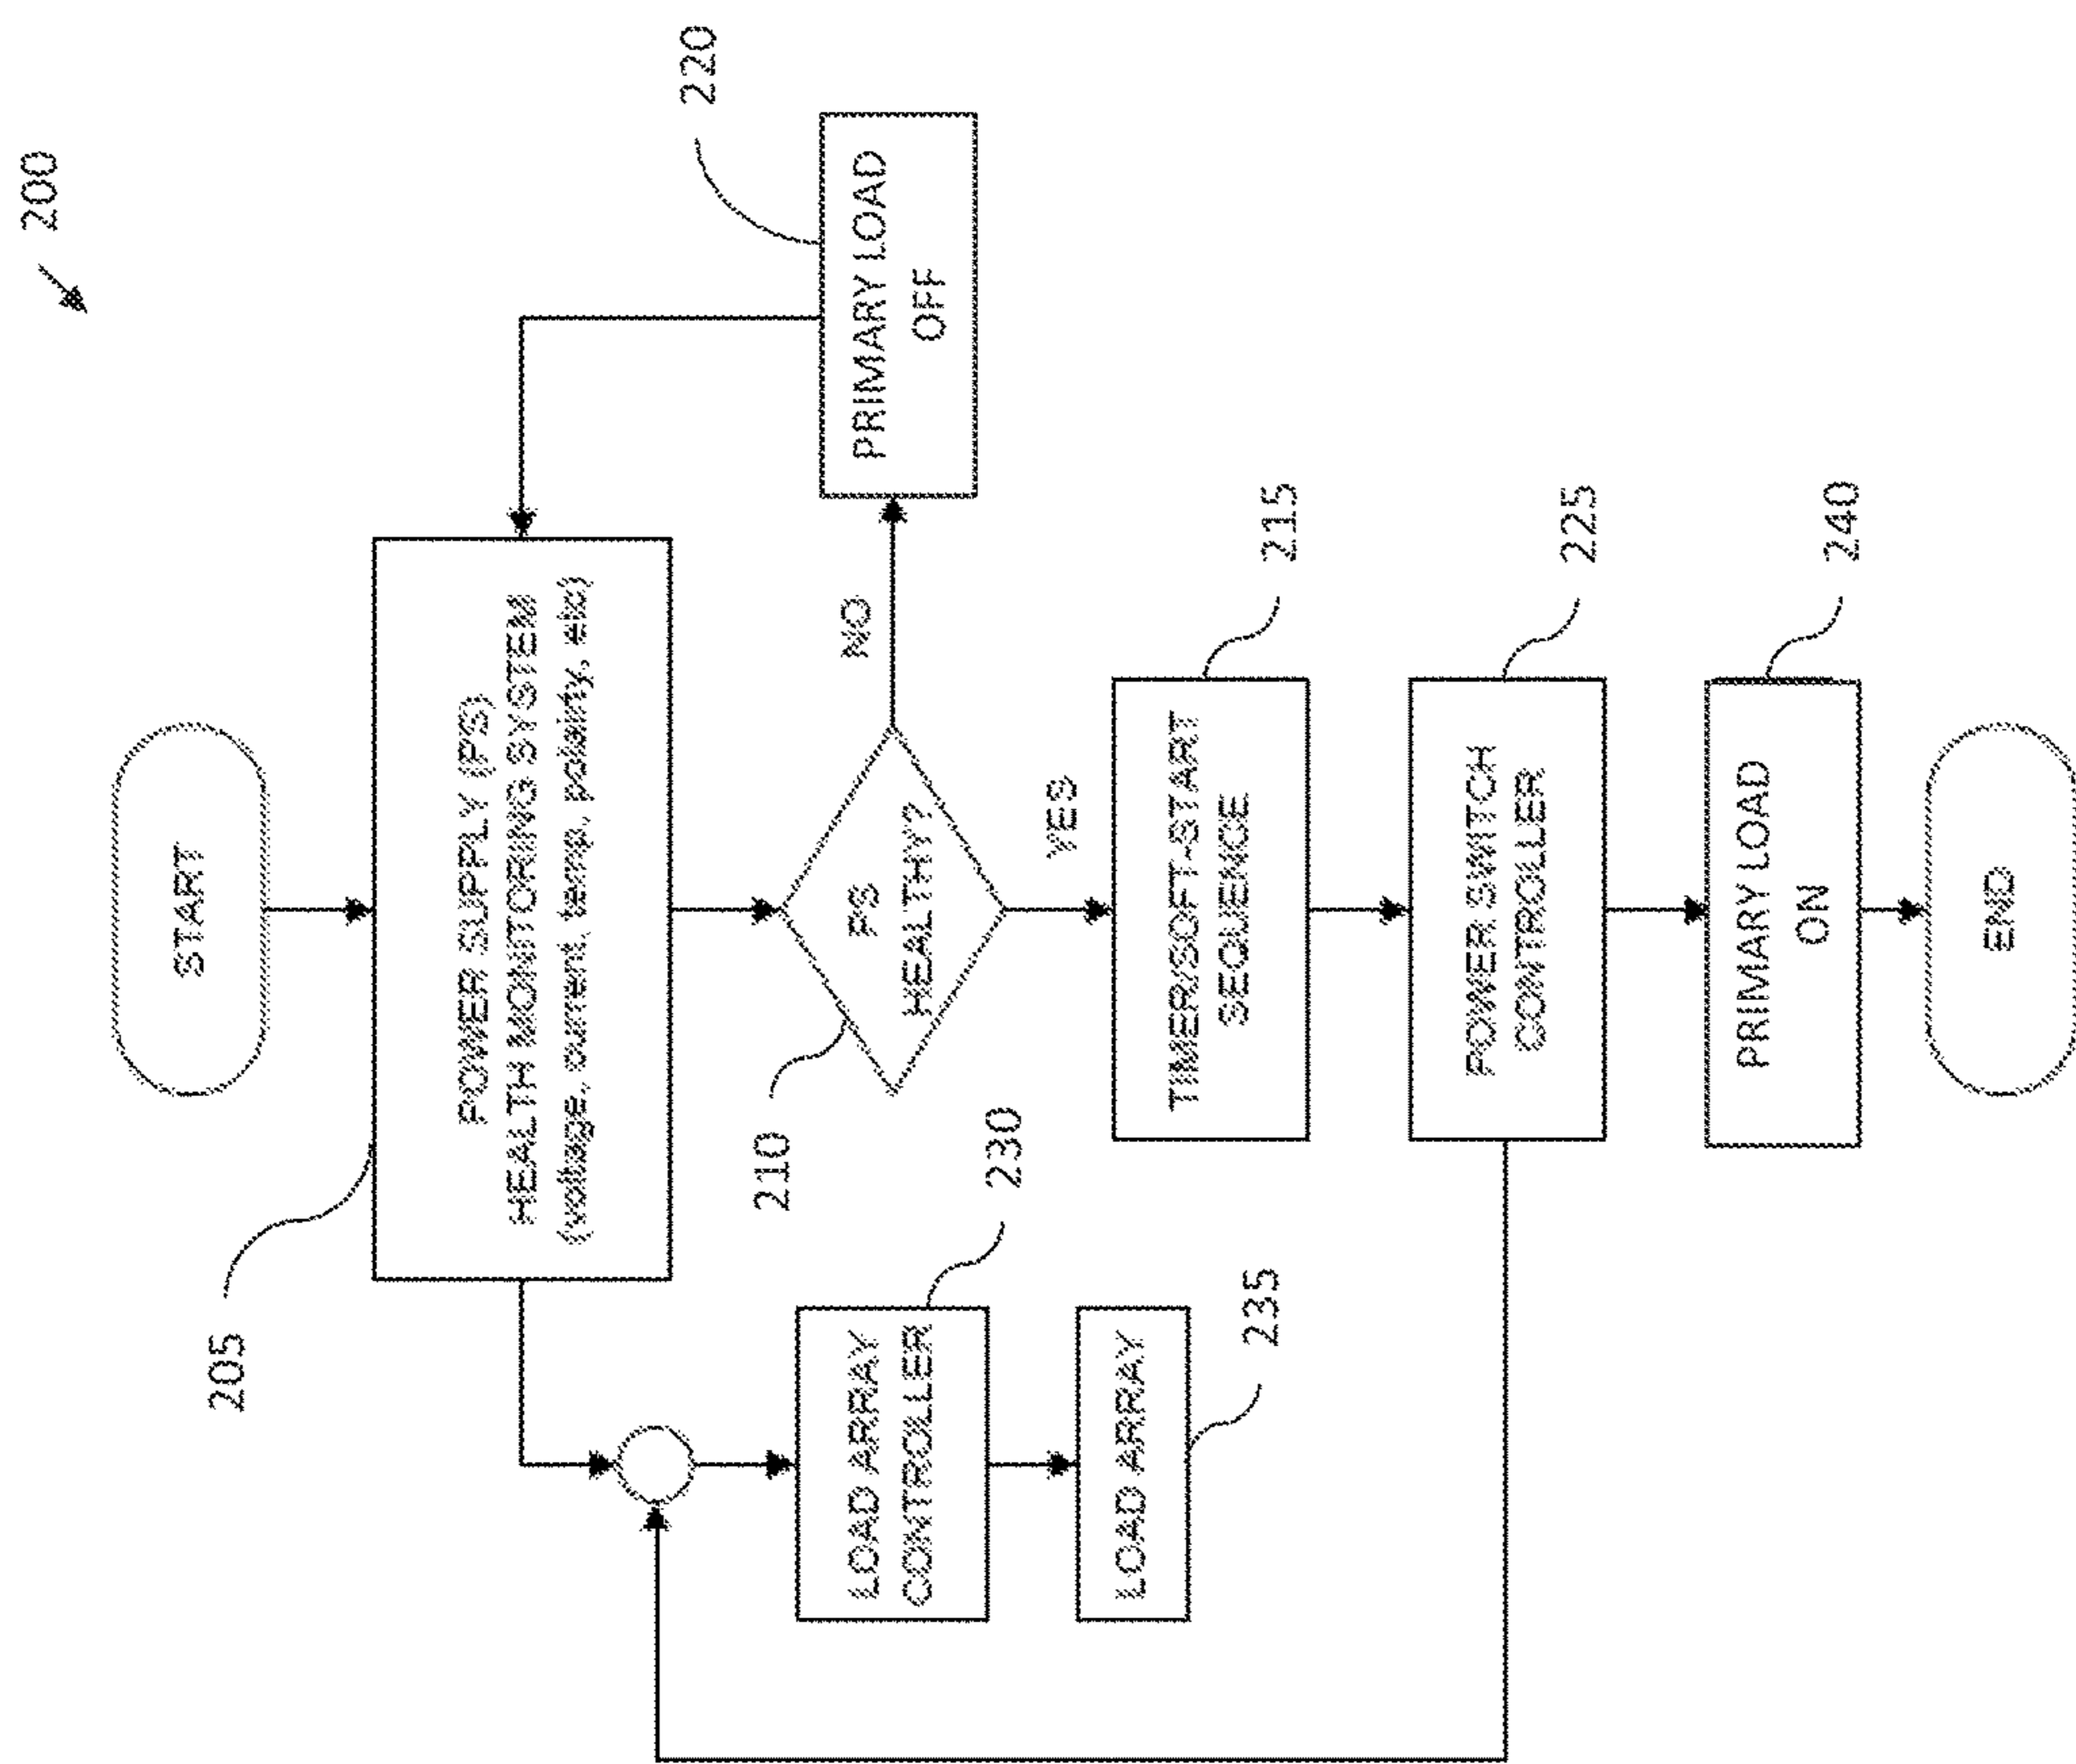 200
START
205
POWER SUPPLY (PS)
HEALTH MONITORING SYSTEM
(voltage, current, temp., polairty, etc)
220
PRIMARY LOAD
OFF
210
PS
HEALTHY?
NO
YES
230
LOAD ARRAY
CONTROLLER
235
LOAD ARRAY
215
TIMER/SOFT-START
SEQUENCE
225
POWER SWITCH
CONTROLLER
240
PRIMARY LOAD
ON
END